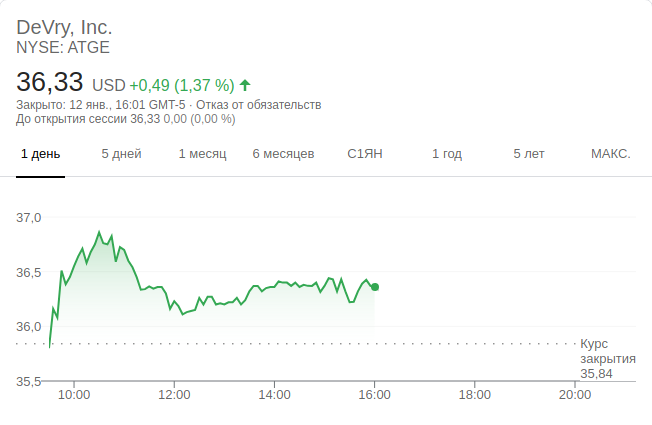 DeVry, Inc.
NYSE: ATGE
36,33 USD +0,49 (1,37 %)
Закрыто: 12 янв., 16:01 GMT-5 · Отказ от обязательств
До открытия сессии 36,33 0,00 (0,00 %)
1 день 5 дней 1 месяц 6 месяцев С1ЯН 1 год 5 лет МАКС.
37,0
36,5
36,0
Курс
закрытия
35,84
35,5
10:00 12:00 14:00 16:00 18:00 20:00